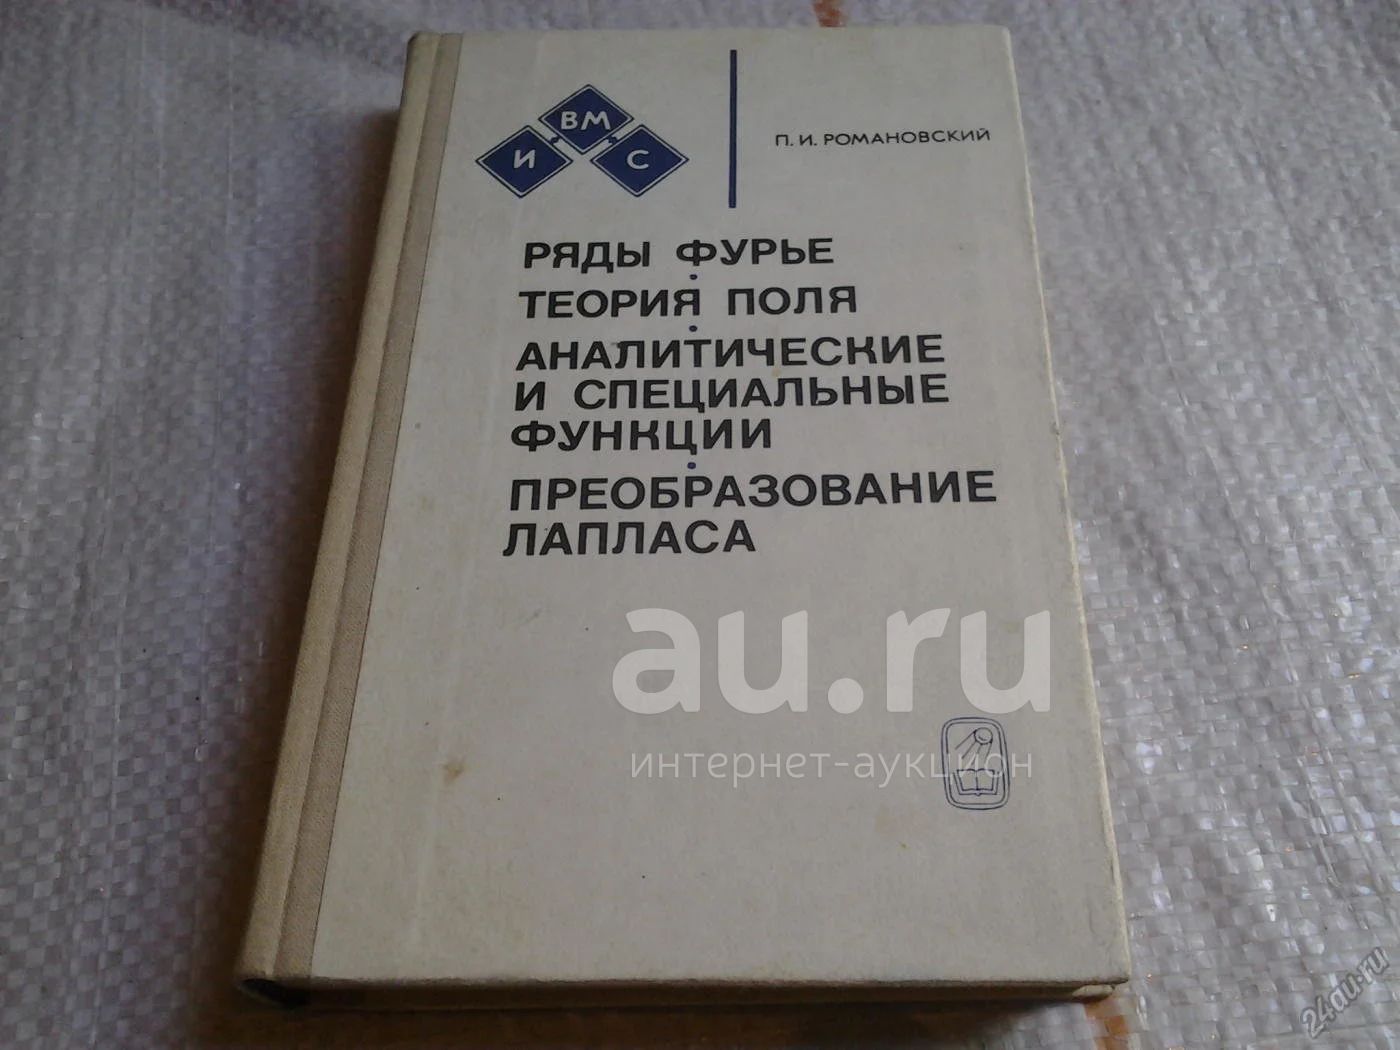 ВМ
И С
П. И. РОМАНОВСКИЙ
РЯДЫ ФУРЬЕ
ТЕОРИЯ ПОЛЯ
АНАЛИТИЧЕСКИЕ
И СПЕЦИАЛЬНЫЕ
ФУНКЦИИ
ПРЕОБРАЗОВАНИЕ
ЛАПЛАСА
au.ru
интернет-аукцион
24au.ru